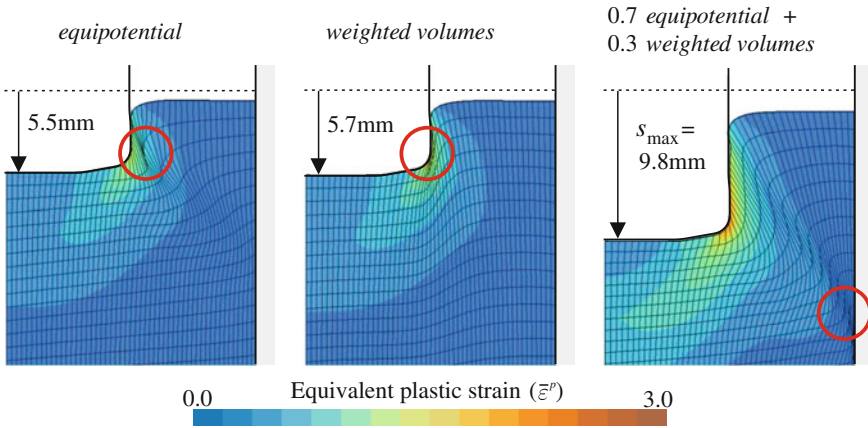 equipotential
weighted volumes
0.7 equipotential +
0.3 weighted volumes
5.5mm
5.7mm
s_max =
9.8mm
0.0
Equivalent plastic strain (ε̄ᵖ)
3.0